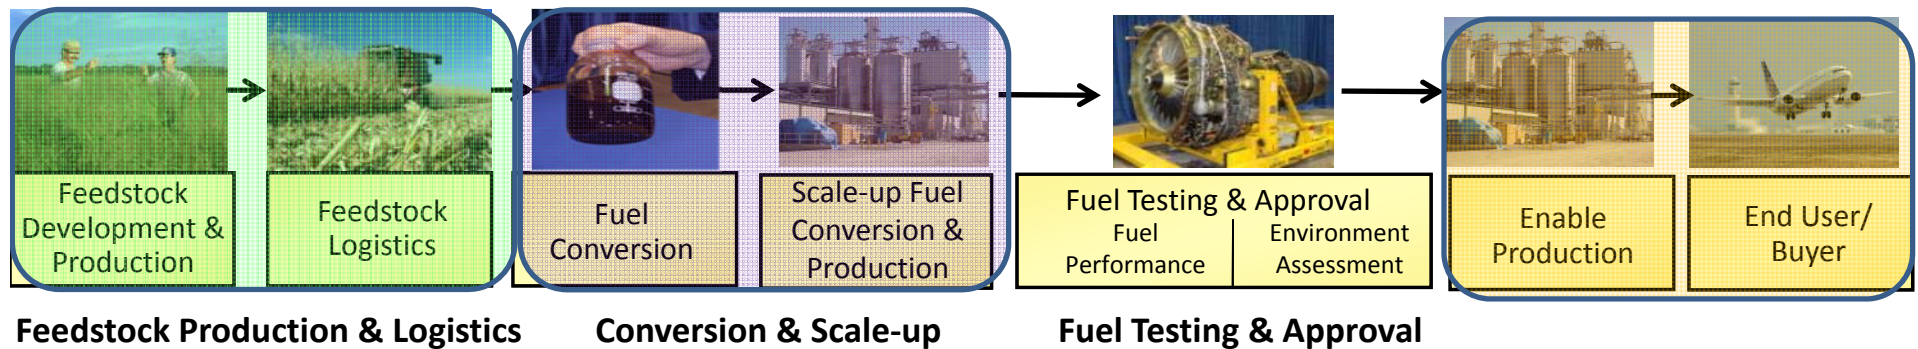 Feedstock
Development &
Production
Feedstock
Logistics
Fuel
Conversion
Scale-up Fuel
Conversion &
Production
Fuel Testing & Approval
Fuel
Performance
Environment
Assessment
Enable
Production
End User/
Buyer
Feedstock Production & Logistics
Conversion & Scale-up
Fuel Testing & Approval